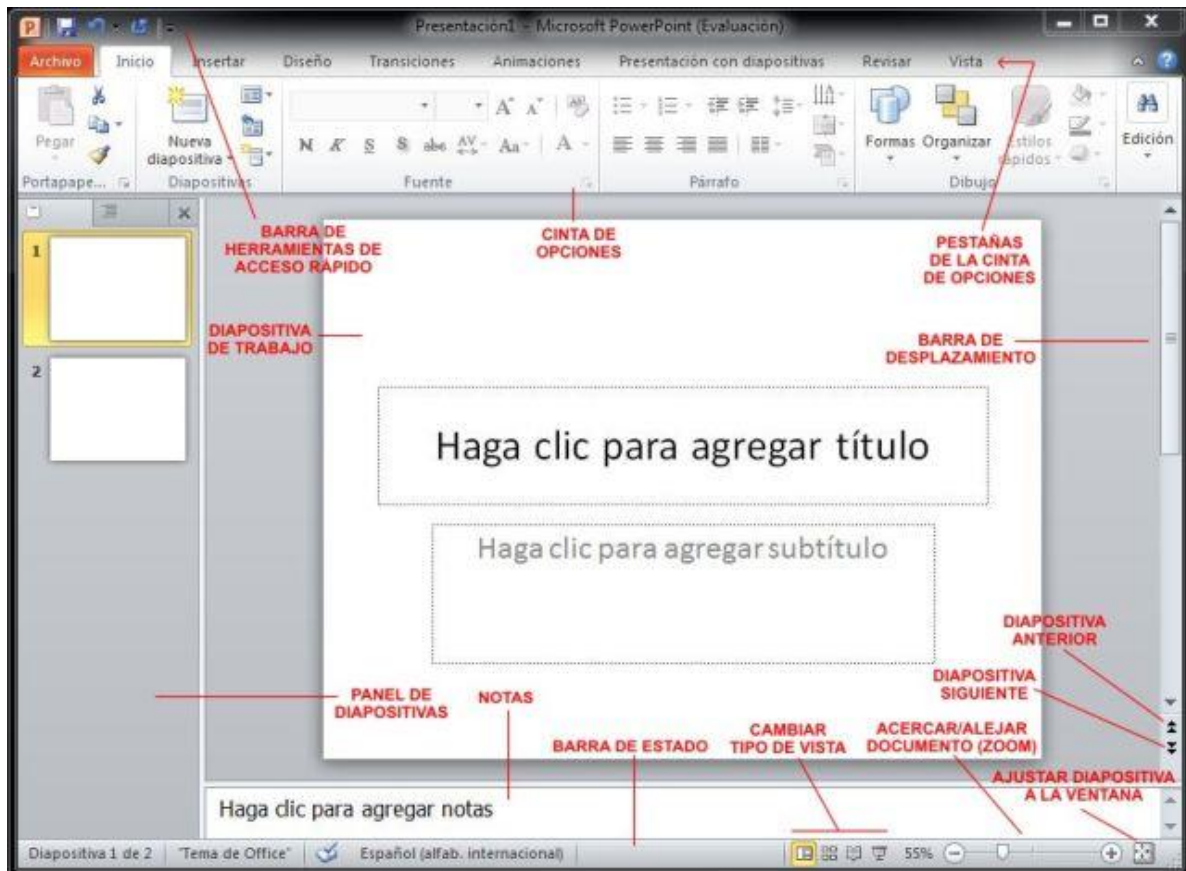 Presentación1 - Microsoft PowerPoint (Evaluación)
Archivo Inicio Insertar Diseño Transiciones Animaciones Presentación con diapositivas Revisar Vista
Pegar
Nueva
diapositiva
N K S S abc AV Aa A
Formas Organizar Estilos
rápidos
Edición
Portapape... Diapositivas Fuente Párrafo Dibujo
BARRA DE
HERRAMIENTAS DE
ACCESO RÁPIDO
CINTA DE
OPCIONES
PESTAÑAS
DE LA CINTA
DE OPCIONES
1
DIAPOSITIVA
DE TRABAJO
BARRA DE
DESPLAZAMIENTO
2
Haga clic para agregar título
Haga clic para agregar subtítulo
DIAPOSITIVA
ANTERIOR
DIAPOSITIVA
SIGUIENTE
PANEL DE
DIAPOSITIVAS
NOTAS
BARRA DE ESTADO
CAMBIAR
TIPO DE VISTA
ACERCAR/ALEJAR
DOCUMENTO (ZOOM)
AJUSTAR DIAPOSITIVA
A LA VENTANA
Haga clic para agregar notas
Diapositiva 1 de 2 "Tema de Office" Español (alfab. internacional) 55%